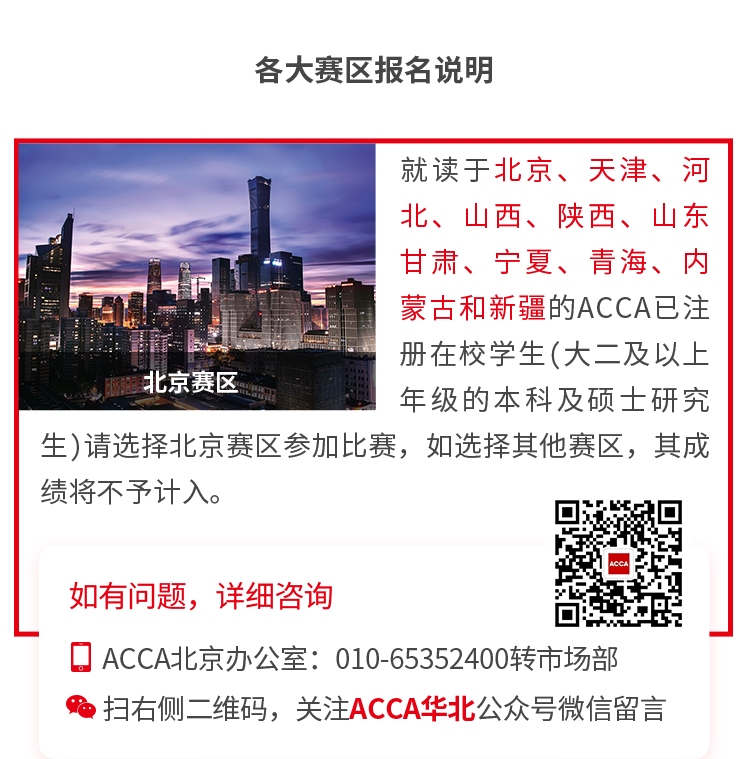 各大赛区报名说明
就读于北京、天津、河
北、山西、陕西、山东
甘肃、宁夏、青海、内
蒙古和新疆的ACCA已注
册在校学生(大二及以上
年级的本科及硕士研究
北京赛区
生)请选择北京赛区参加比赛，如选择其他赛区，其成
绩将不予计入。
ACCA
如有问题，详细咨询
ACCA北京办公室：010-65352400转市场部
扫右侧二维码，关注ACCA华北公众号微信留言